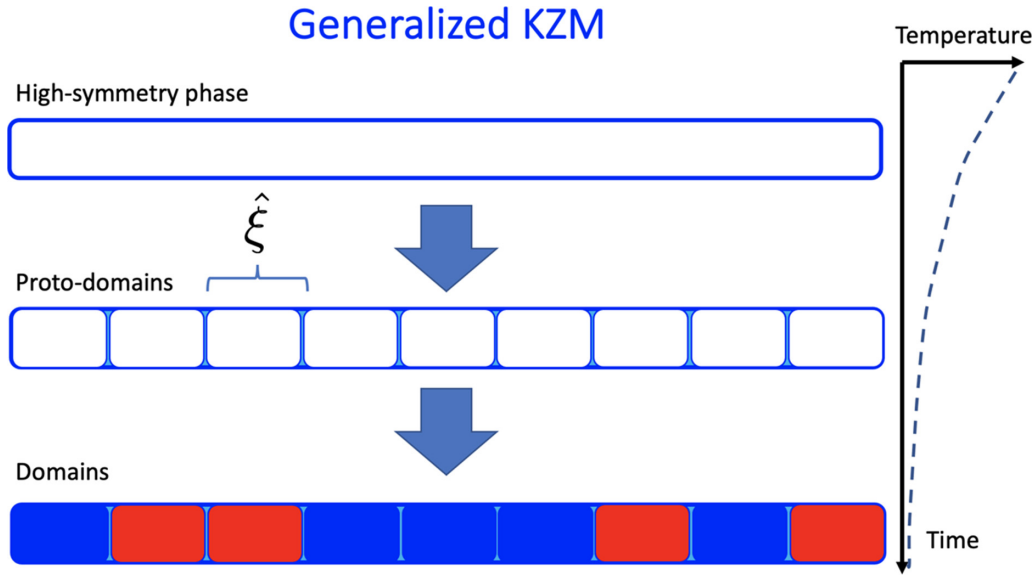 Generalized KZM
Temperature
High-symmetry phase
ξ̂
Proto-domains
Domains
Time